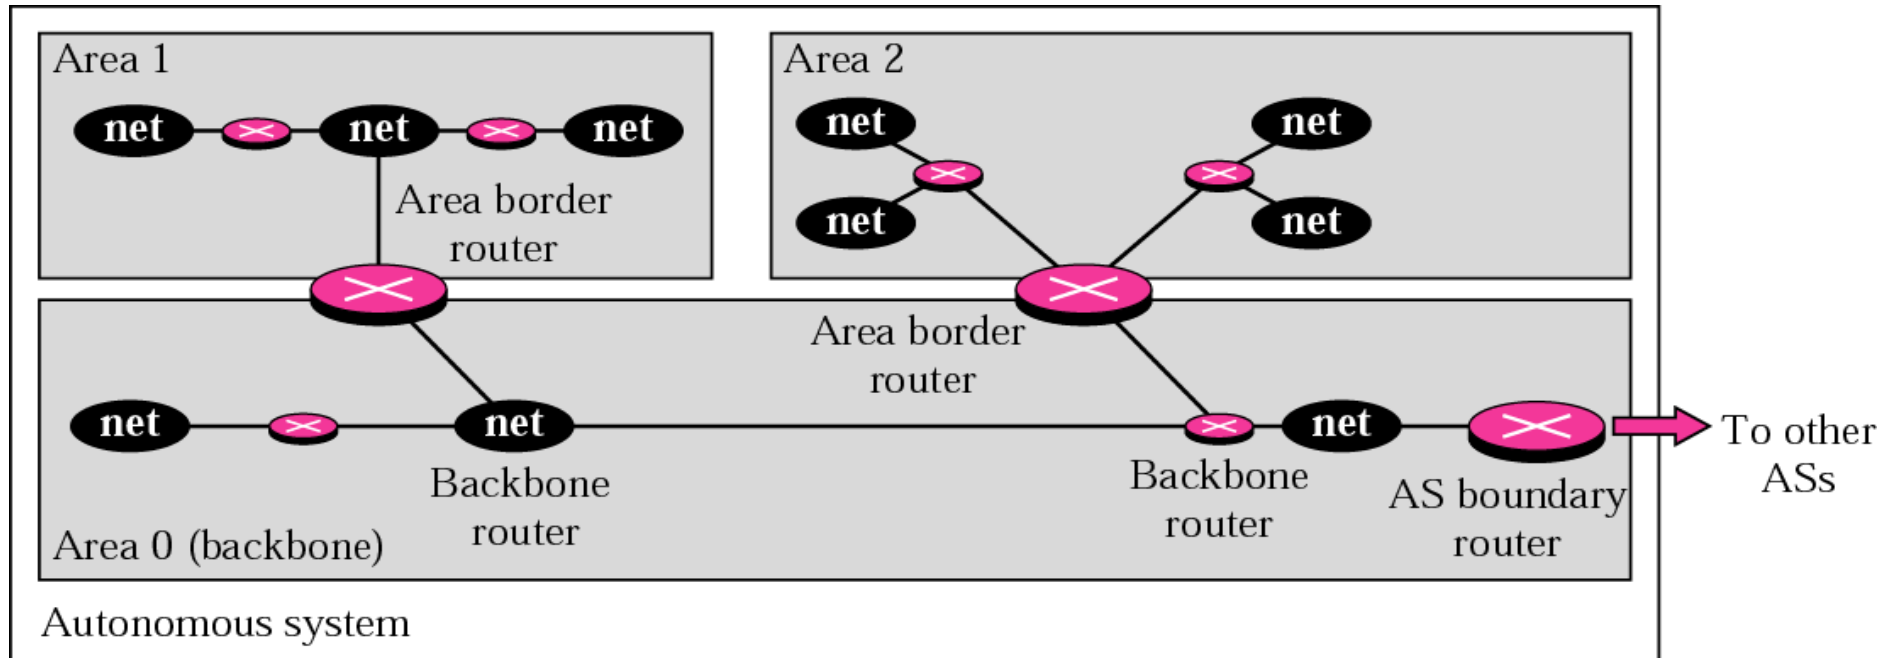 Area 1
net
net
net
Area border
router
Area 2
net
net
net
net
Area border
router
net
net
net
Backbone
router
Backbone
router
AS boundary
router
To other
ASs
Area 0 (backbone)
Autonomous system